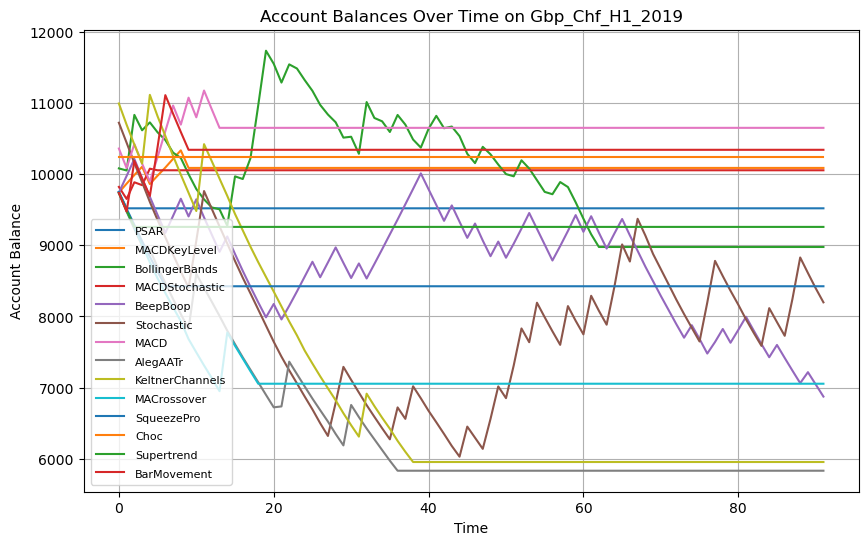 Account Balances Over Time on Gbp_Chf_H1_2019
12000
11000
10000
9000
8000
7000
6000
Account Balance
PSAR
MACDKeyLevel
BollingerBands
MACDStochastic
BeepBoop
Stochastic
MACD
AlegAATr
KeltnerChannels
MACrossover
SqueezePro
Choc
Supertrend
BarMovement
0
20
40
60
80
Time